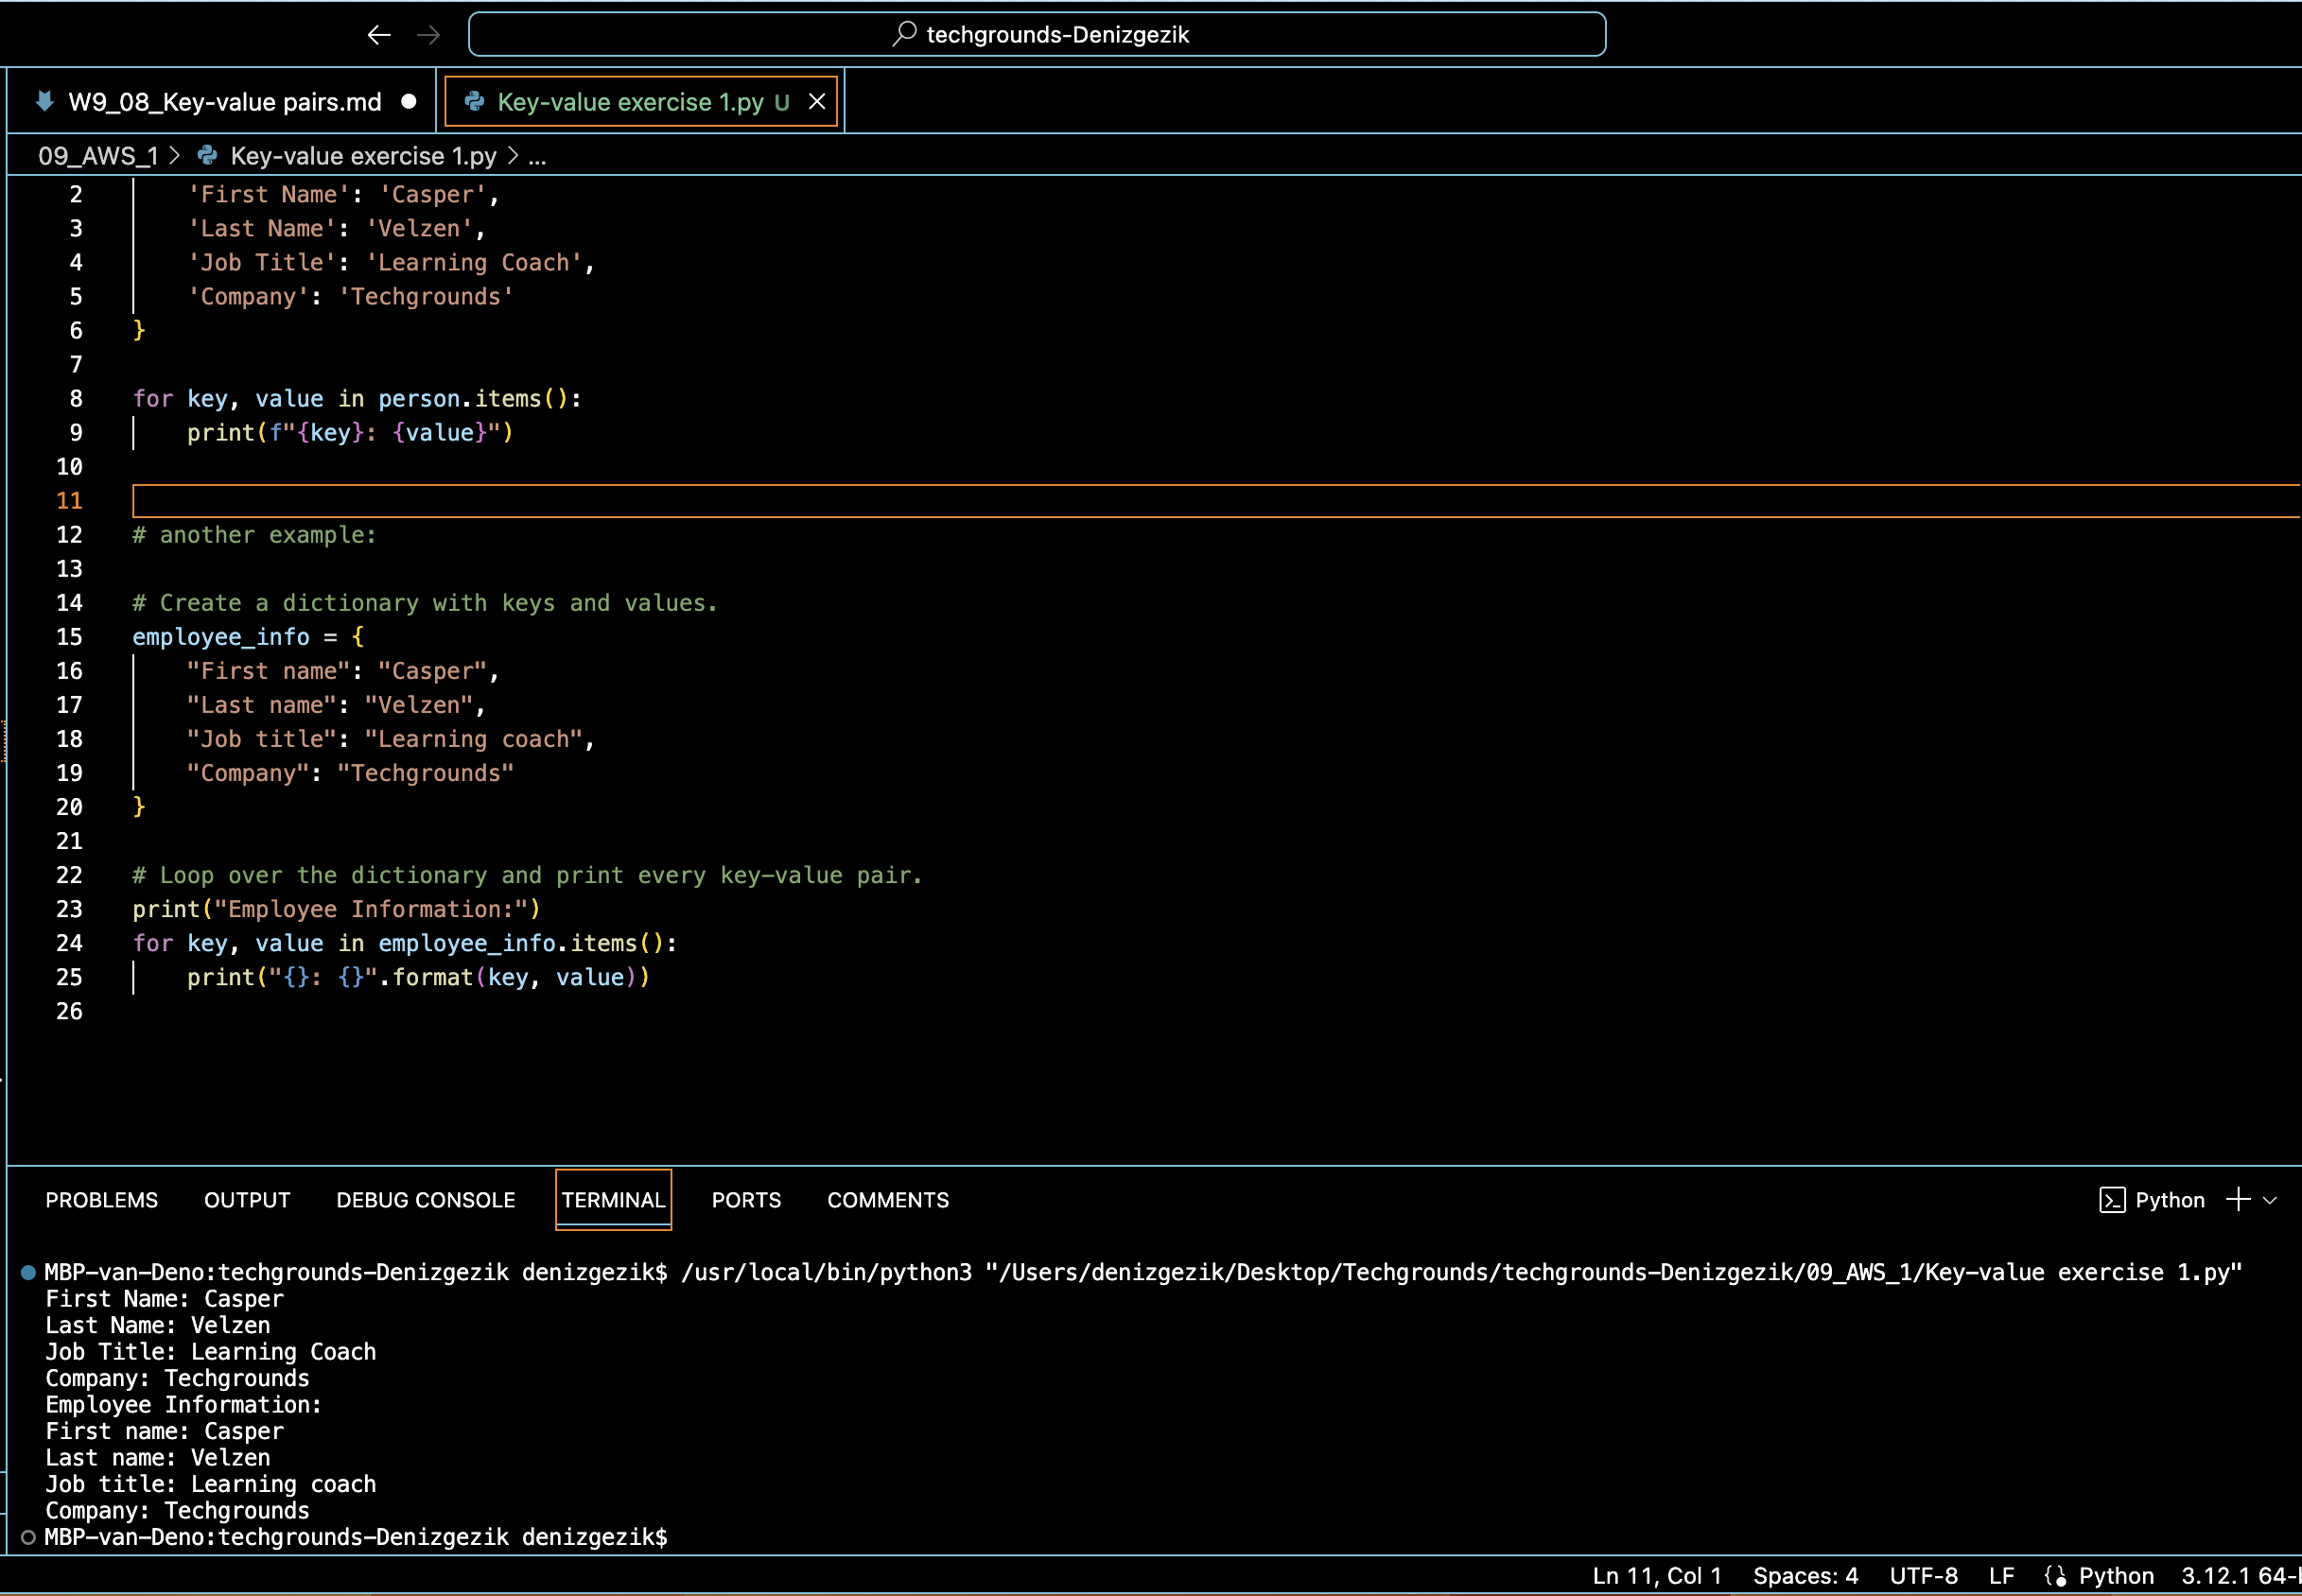 techgrounds-Denizgezik
W9_08_Key-value pairs.md
Key-value exercise 1.py U
09_AWS_1 > Key-value exercise 1.py > ...
2 'First Name': 'Casper',
3 'Last Name': 'Velzen',
4 'Job Title': 'Learning Coach',
5 'Company': 'Techgrounds'
6 }
7
8 for key, value in person.items():
9 print(f"{key}: {value}")
10
11
12 # another example:
13
14 # Create a dictionary with keys and values.
15 employee_info = {
16 "First name": "Casper",
17 "Last name": "Velzen",
18 "Job title": "Learning coach",
19 "Company": "Techgrounds"
20 }
21
22 # Loop over the dictionary and print every key-value pair.
23 print("Employee Information:")
24 for key, value in employee_info.items():
25 print("{}: {}".format(key, value))
26
PROBLEMS OUTPUT DEBUG CONSOLE TERMINAL PORTS COMMENTS Python
MBP-van-Deno:techgrounds-Denizgezik denizgezik$ /usr/local/bin/python3 "/Users/denizgezik/Desktop/Techgrounds/techgrounds-Denizgezik/09_AWS_1/Key-value exercise 1.py"
First Name: Casper
Last Name: Velzen
Job Title: Learning Coach
Company: Techgrounds
Employee Information:
First name: Casper
Last name: Velzen
Job title: Learning coach
Company: Techgrounds
MBP-van-Deno:techgrounds-Denizgezik denizgezik$
Ln 11, Col 1 Spaces: 4 UTF-8 LF Python 3.12.1 64-